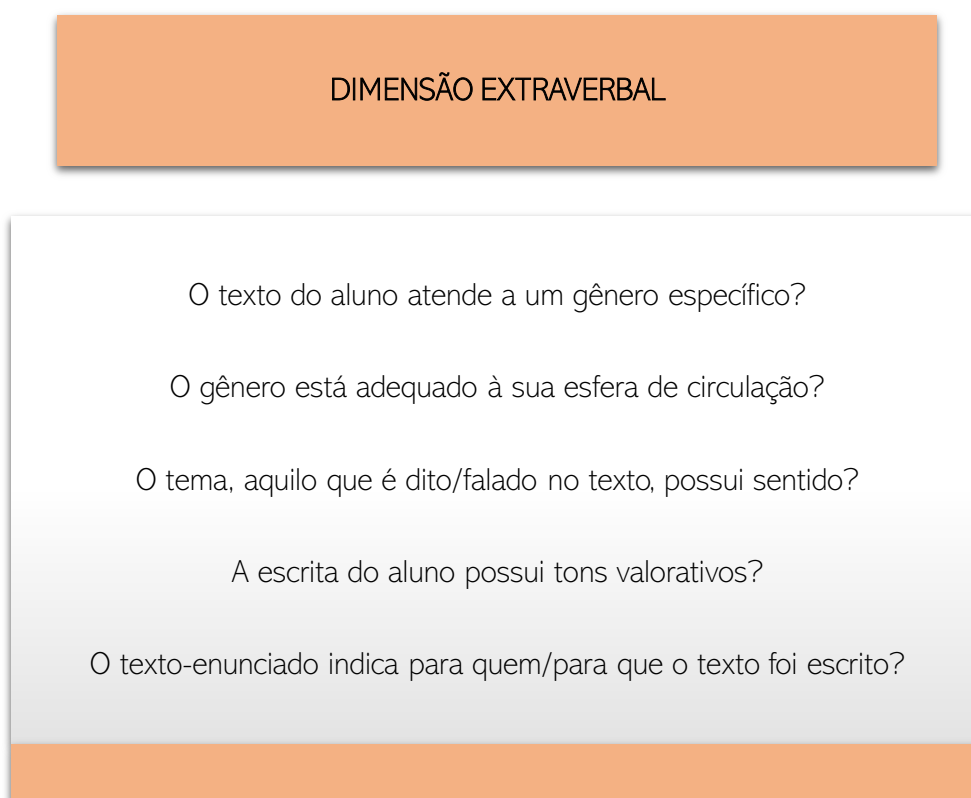 DIMENSÃO EXTRAVERBAL
O texto do aluno atende a um gênero específico?
O gênero está adequado à sua esfera de circulação?
O tema, aquilo que é dito/falado no texto, possui sentido?
A escrita do aluno possui tons valorativos?
O texto-enunciado indica para quem/para que o texto foi escrito?